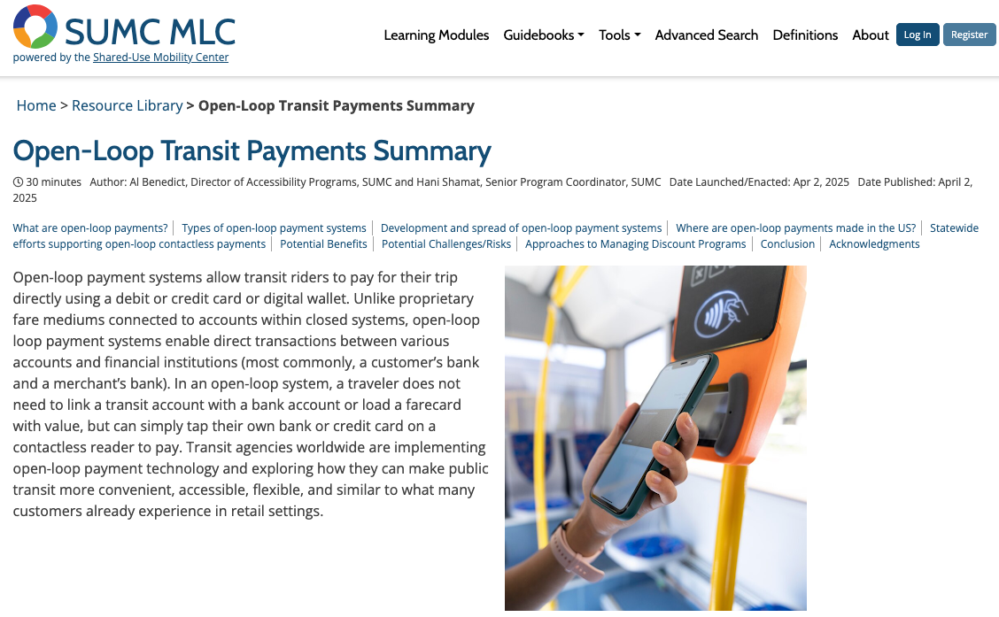 SUMC MLC
powered by the Shared-Use Mobility Center
Learning Modules Guidebooks Tools Advanced Search Definitions About Log In Register
Home > Resource Library > Open-Loop Transit Payments Summary
Open-Loop Transit Payments Summary
30 minutes Author: Al Benedict, Director of Accessibility Programs, SUMC and Hani Shamat, Senior Program Coordinator, SUMC Date Launched/Enacted: Apr 2, 2025 Date Published: April 2,
2025
What are open-loop payments? Types of open-loop payment systems Development and spread of open-loop payment systems Where are open-loop payments made in the US? Statewide
efforts supporting open-loop contactless payments Potential Benefits Potential Challenges/Risks Approaches to Managing Discount Programs Conclusion Acknowledgments
Open-loop payment systems allow transit riders to pay for their trip
directly using a debit or credit card or digital wallet. Unlike proprietary
fare mediums connected to accounts within closed systems, open-loop
loop payment systems enable direct transactions between various
accounts and financial institutions (most commonly, a customer's bank
and a merchant's bank). In an open-loop system, a traveler does not
need to link a transit account with a bank account or load a farecard
with value, but can simply tap their own bank or credit card on a
contactless reader to pay. Transit agencies worldwide are implementing
open-loop payment technology and exploring how they can make public
transit more convenient, accessible, flexible, and similar to what many
customers already experience in retail settings.